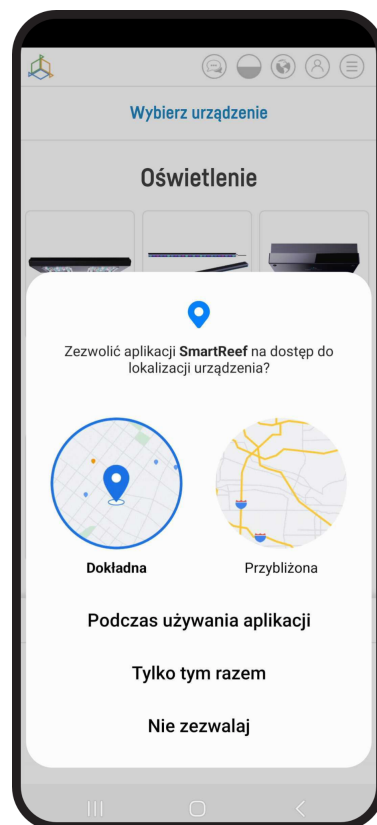 Wybierz urządzenie
Oświetlenie
Zezwolić aplikacji SmartReef na dostęp do
lokalizacji urządzenia?
Dokładna
Przybliżona
Podczas używania aplikacji
Tylko tym razem
Nie zezwalaj